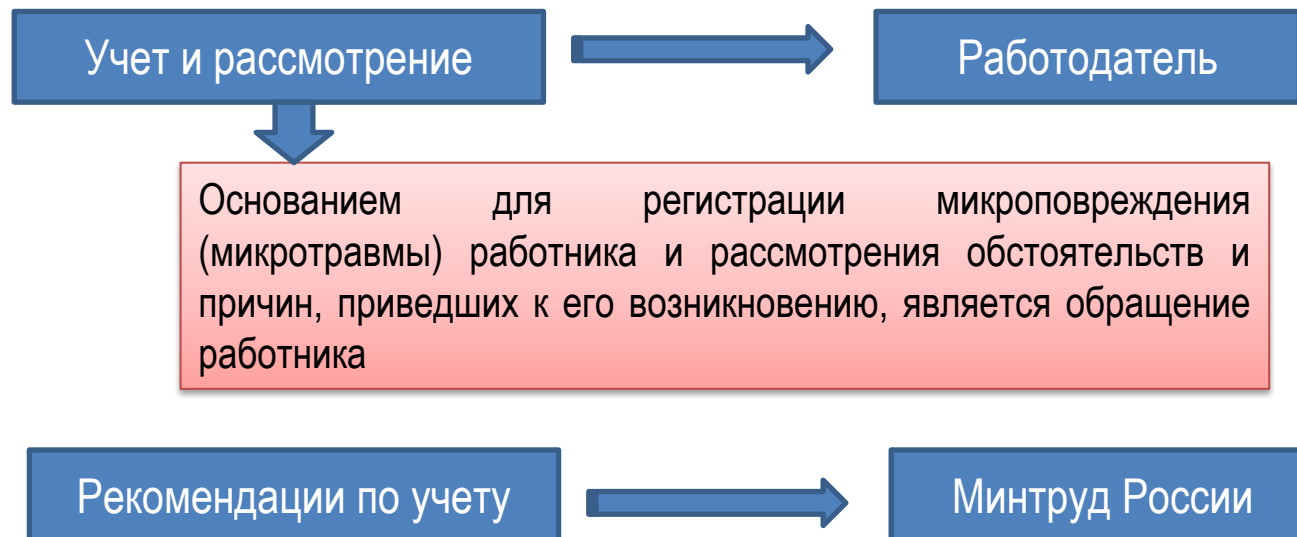 Учет и рассмотрение
Работодатель
Основанием для регистрации микроповреждения
(микротравмы) работника и рассмотрения обстоятельств и
причин, приведших к его возникновению, является обращение
работника
Рекомендации по учету
Минтруд России